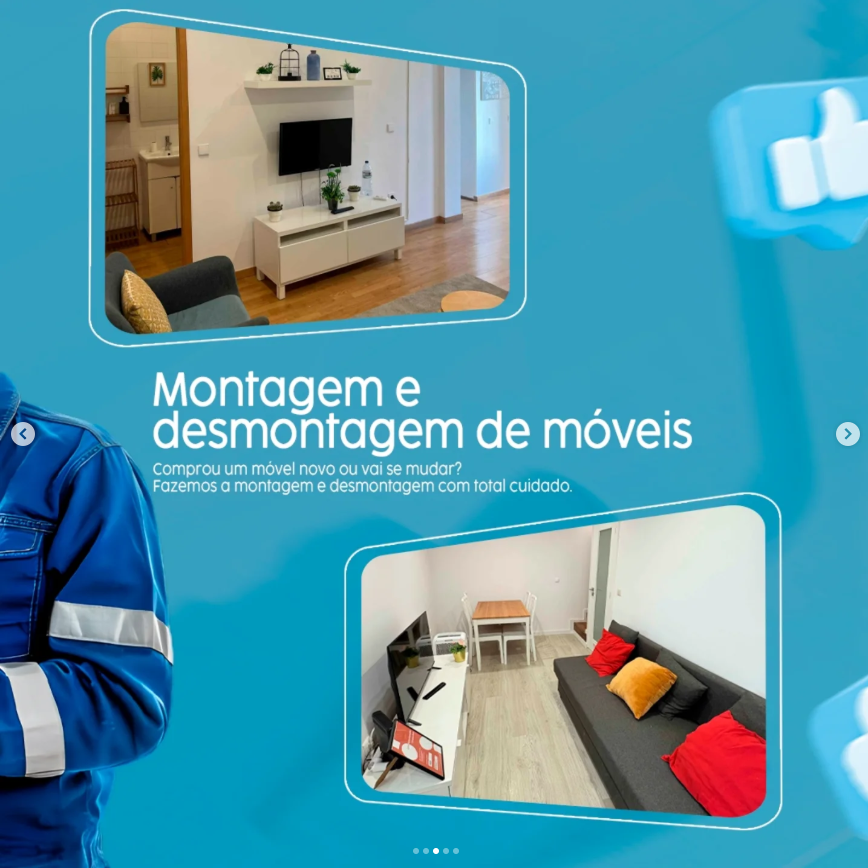 Montagem e
desmontagem de móveis
Comprou um móvel novo ou vai se mudar?
Fazemos a montagem e desmontagem com total cuidado.